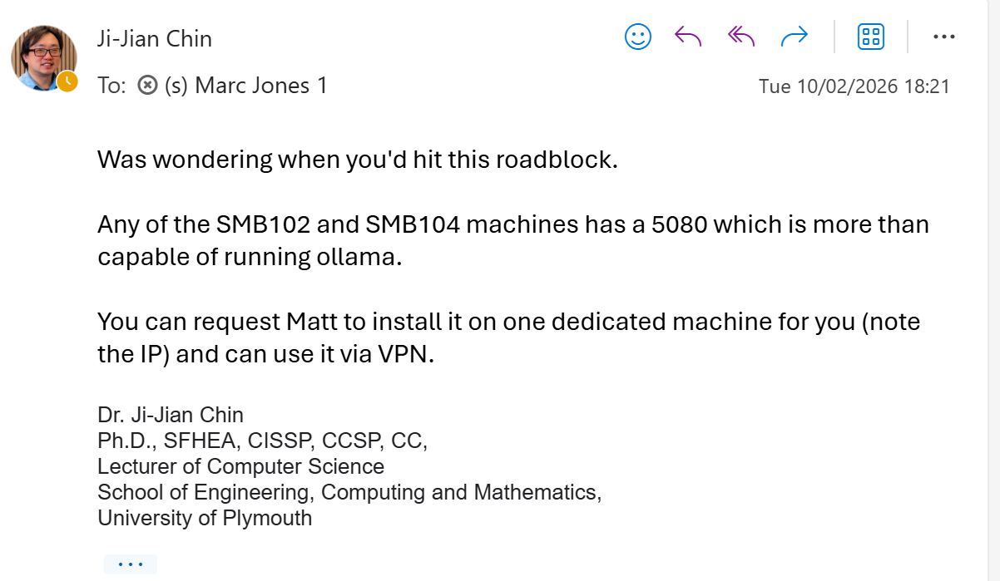 Ji-Jian Chin
To: (s) Marc Jones 1
Tue 10/02/2026 18:21
Was wondering when you'd hit this roadblock.
Any of the SMB102 and SMB104 machines has a 5080 which is more than
capable of running ollama.
You can request Matt to install it on one dedicated machine for you (note
the IP) and can use it via VPN.
Dr. Ji-Jian Chin
Ph.D., SFHEA, CISSP, CCSP, CC,
Lecturer of Computer Science
School of Engineering, Computing and Mathematics,
University of Plymouth